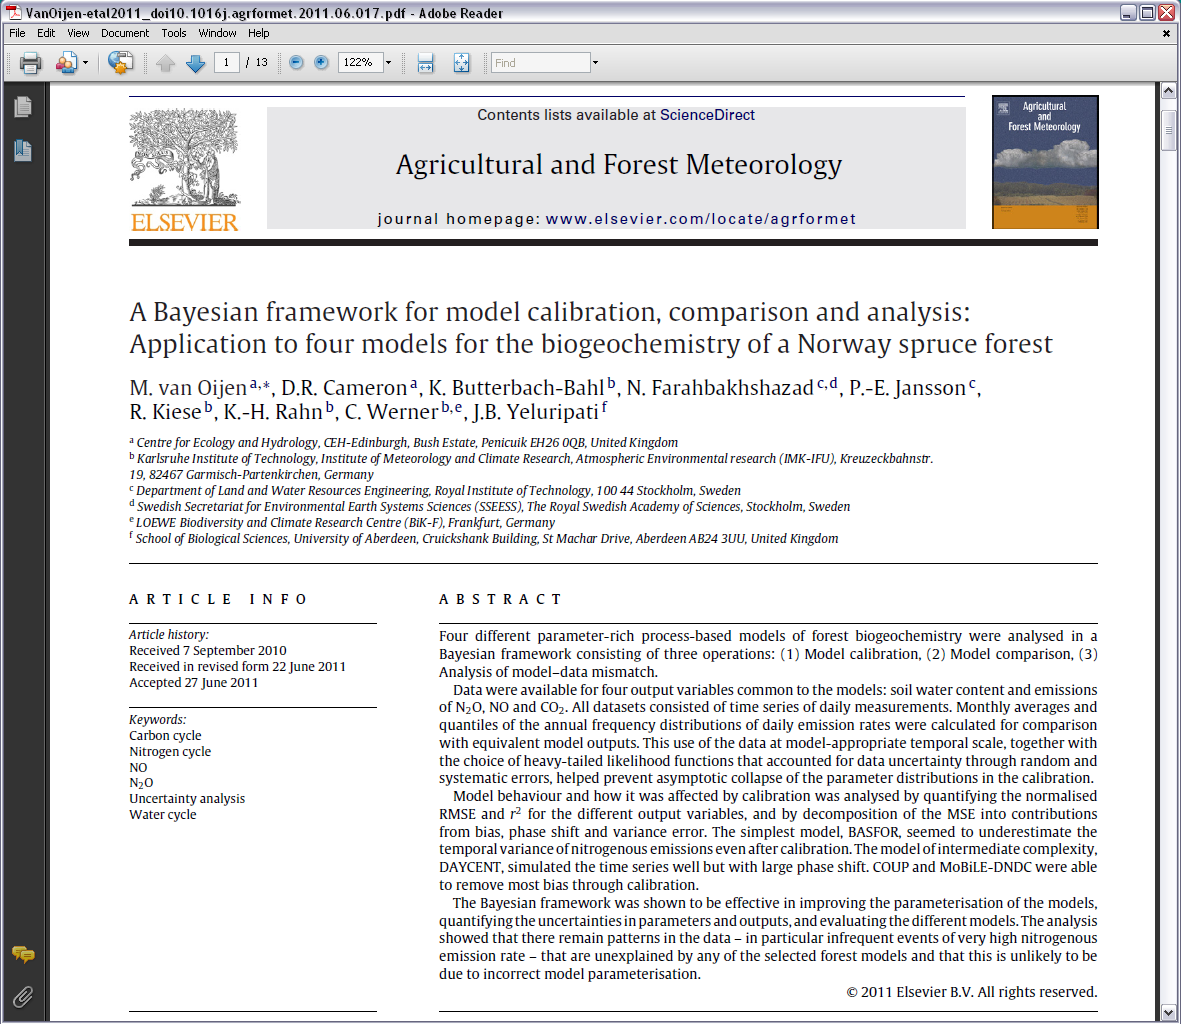 VanOijen-etal2011_doi10.1016j.agrformet.2011.06.017.pdf - Adobe Reader
File Edit View Document Tools Window Help
1 / 13 122% Find
Contents lists available at ScienceDirect
Agricultural and Forest Meteorology
journal homepage: www.elsevier.com/locate/agrformet
ELSEVIER
Agricultural
and
Forest Meteorology
A Bayesian framework for model calibration, comparison and analysis:
Application to four models for the biogeochemistry of a Norway spruce forest
M. van Oijen a,*, D.R. Cameron a, K. Butterbach-Bahl b, N. Farahbakhshazad c,d, P.-E. Jansson c,
R. Kiese b, K.-H. Rahn b, C. Werner b,e, J.B. Yeluripati f
a Centre for Ecology and Hydrology, CEH-Edinburgh, Bush Estate, Penicuik EH26 0QB, United Kingdom
b Karlsruhe Institute of Technology, Institute of Meteorology and Climate Research, Atmospheric Environmental research (IMK-IFU), Kreuzeckbahnstr.
19, 82467 Garmisch-Partenkirchen, Germany
c Department of Land and Water Resources Engineering, Royal Institute of Technology, 100 44 Stockholm, Sweden
d Swedish Secretariat for Environmental Earth Systems Sciences (SSEESS), The Royal Swedish Academy of Sciences, Stockholm, Sweden
e LOEWE Biodiversity and Climate Research Centre (BiK-F), Frankfurt, Germany
f School of Biological Sciences, University of Aberdeen, Cruickshank Building, St Machar Drive, Aberdeen AB24 3UU, United Kingdom
ARTICLE INFO
Article history:
Received 7 September 2010
Received in revised form 22 June 2011
Accepted 27 June 2011
Keywords:
Carbon cycle
Nitrogen cycle
NO
N2O
Uncertainty analysis
Water cycle
ABSTRACT
Four different parameter-rich process-based models of forest biogeochemistry were analysed in a
Bayesian framework consisting of three operations: (1) Model calibration, (2) Model comparison, (3)
Analysis of model–data mismatch.
Data were available for four output variables common to the models: soil water content and emissions
of N2O, NO and CO2. All datasets consisted of time series of daily measurements. Monthly averages and
quantiles of the annual frequency distributions of daily emission rates were calculated for comparison
with equivalent model outputs. This use of the data at model-appropriate temporal scale, together with
the choice of heavy-tailed likelihood functions that accounted for data uncertainty through random and
systematic errors, helped prevent asymptotic collapse of the parameter distributions in the calibration.
Model behaviour and how it was affected by calibration was analysed by quantifying the normalised
RMSE and r2 for the different output variables, and by decomposition of the MSE into contributions
from bias, phase shift and variance error. The simplest model, BASFOR, seemed to underestimate the
temporal variance of nitrogenous emissions even after calibration. The model of intermediate complexity,
DAYCENT, simulated the time series well but with large phase shift. COUP and MoBiLE-DNDC were able
to remove most bias through calibration.
The Bayesian framework was shown to be effective in improving the parameterisation of the models,
quantifying the uncertainties in parameters and outputs, and evaluating the different models. The analysis
showed that there remain patterns in the data – in particular infrequent events of very high nitrogenous
emission rate – that are unexplained by any of the selected forest models and that this is unlikely to be
due to incorrect model parameterisation.
© 2011 Elsevier B.V. All rights reserved.